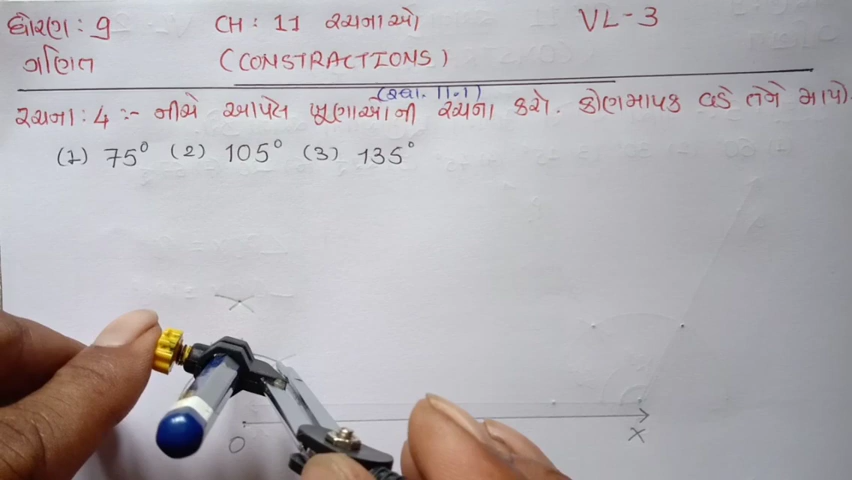 ધોરણ : 9 CH : 11 રચનાઓ VL - 3
ગણિત (CONSTRACTIONS)
(સ્વા. 11.1)
રચના : 4 :- નીચે આપેલ ખૂણાઓની રચના કરો. કોણમાપક વડે તેને માપો.
(1) 75° (2) 105° (3) 135°
O X